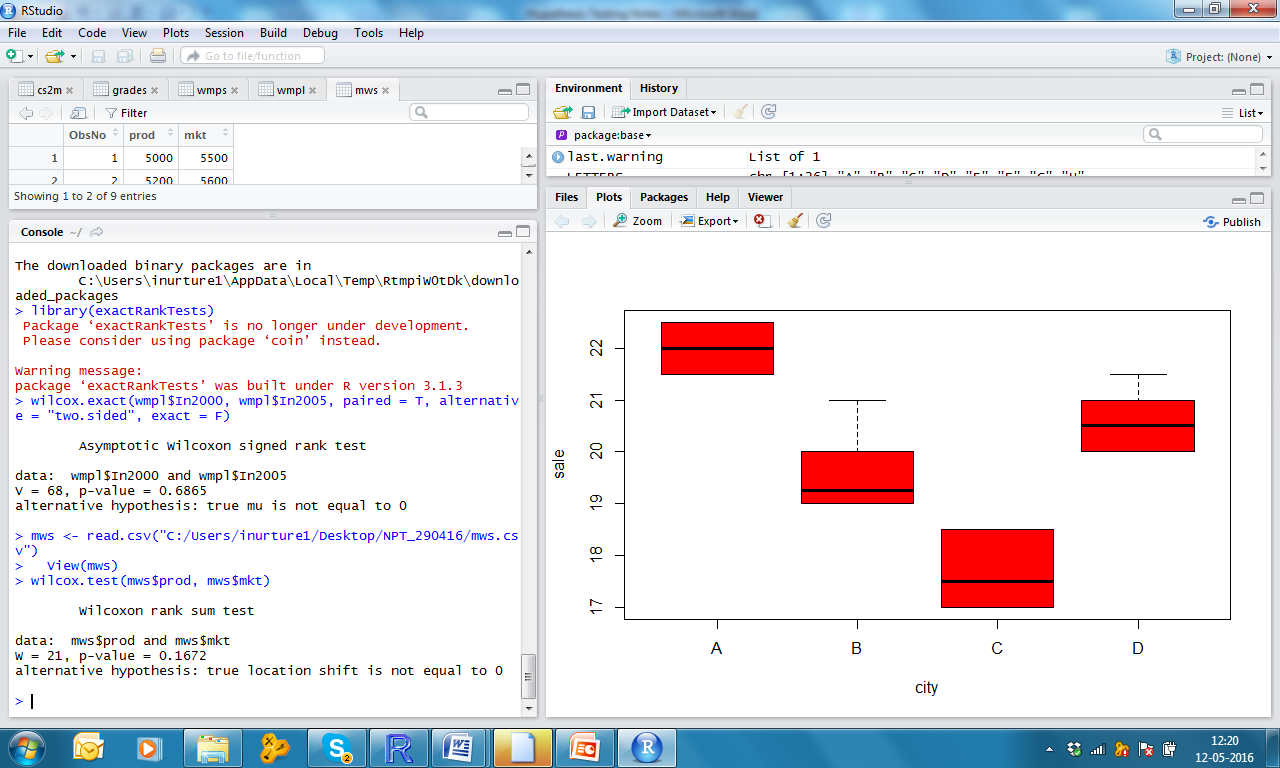 RStudio
File Edit Code View Plots Session Build Debug Tools Help
Go to file/function
Project: (None)
cs2m grades wmps wmpl mws
Filter
ObsNo prod mkt
1 1 5000 5500
2 2 5200 5600
Showing 1 to 2 of 9 entries
Console ~/
The downloaded binary packages are in
C:\Users\inurture1\AppData\Local\Temp\RtmpiWOtDk\downlo
aded_packages
> library(exactRankTests)
Package ‘exactRankTests’ is no longer under development.
Please consider using package ‘coin’ instead.
Warning message:
package ‘exactRankTests’ was built under R version 3.1.3
> wilcox.exact(wmpl$In2000, wmpl$In2005, paired = T, alternativ
e = "two.sided", exact = F)
Asymptotic Wilcoxon signed rank test
data: wmpl$In2000 and wmpl$In2005
V = 68, p-value = 0.6865
alternative hypothesis: true mu is not equal to 0
> mws <- read.csv("C:/Users/inurture1/Desktop/NPT_290416/mws.cs
v")
> View(mws)
> wilcox.test(mws$prod, mws$mkt)
Wilcoxon rank sum test
data: mws$prod and mws$mkt
W = 21, p-value = 0.1672
alternative hypothesis: true location shift is not equal to 0
>
Environment History
Import Dataset
List
package:base
last.warning List of 1
LETTERS chr [1:26] "A" "B" "C" "D" "E" "F" "G" "H"
Files Plots Packages Help Viewer
Zoom Export
Publish
22
21
20
19
18
17
sale
A B C D
city
12:20
12-05-2016